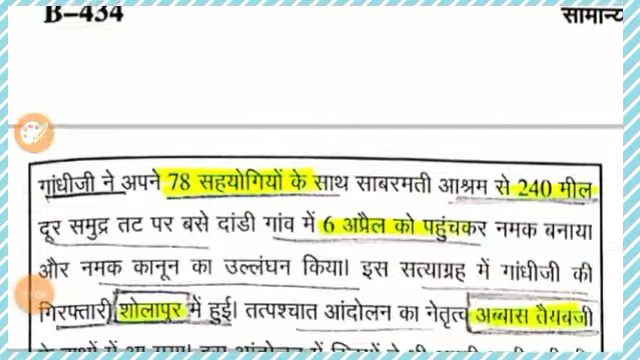 B-434
सामान्य
गांधीजी ने अपने 78 सहयोगियों के साथ साबरमती आश्रम से 240 मील
दूर समुद्र तट पर बसे दांडी गांव में 6 अप्रैल को पहुंचकर नमक बनाया
और नमक कानून का उल्लंघन किया। इस सत्याग्रह में गांधीजी की
गिरफ्तारी शोलापुर में हुई। तत्पश्चात आंदोलन का नेतृत्व अब्बास तैयबजी